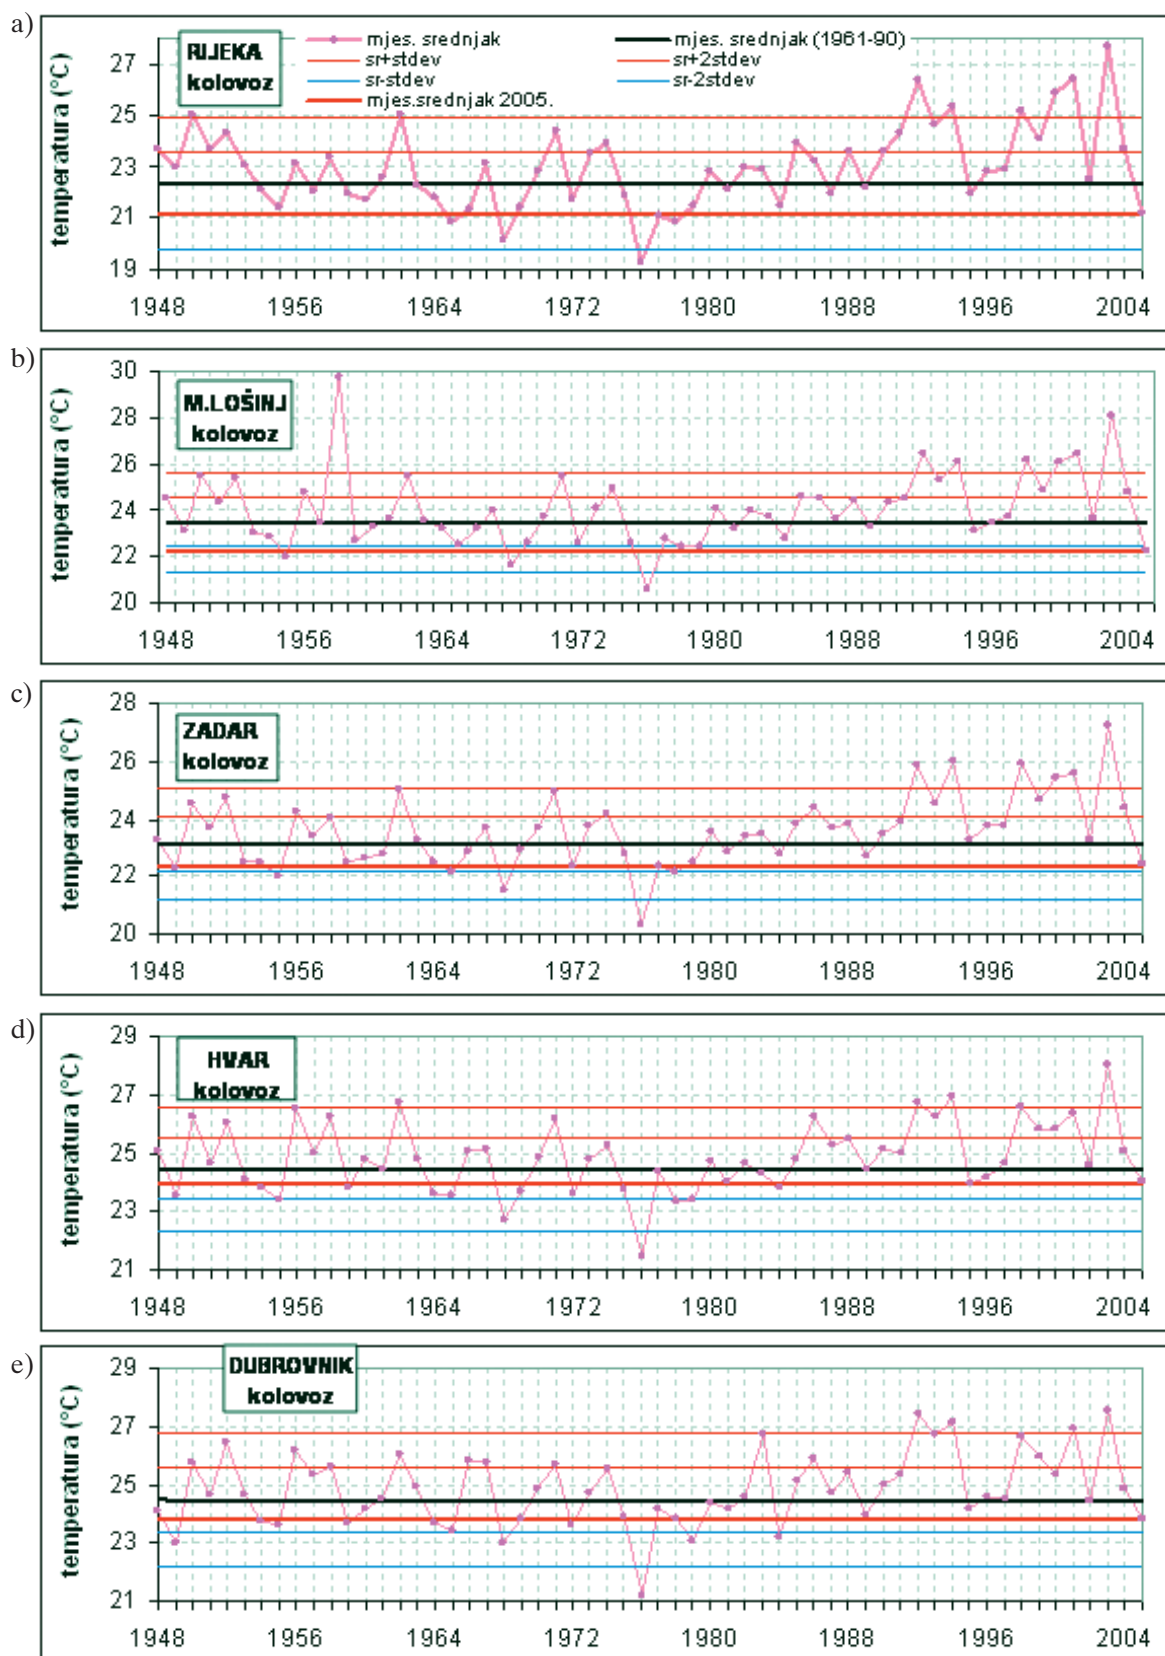 a)
RIJEKA
kolovoz
mjes. srednjak
mjes. srednjak (1961-90)
sr+stdev
sr+2stdev
sr-stdev
sr-2stdev
mjes.srednjak 2005.
temperatura (°C)
27
25
23
21
19
1948 1956 1964 1972 1980 1988 1996 2004
b)
M.LOŠINJ
kolovoz
temperatura (°C)
30
28
26
24
22
20
1948 1956 1964 1972 1980 1988 1996 2004
c)
ZADAR
kolovoz
temperatura (°C)
28
26
24
22
20
1948 1956 1964 1972 1980 1988 1996 2004
d)
HVAR
kolovoz
temperatura (°C)
29
27
25
23
21
1948 1956 1964 1972 1980 1988 1996 2004
e)
DUBROVNIK
kolovoz
temperatura (°C)
29
27
25
23
21
1948 1956 1964 1972 1980 1988 1996 2004